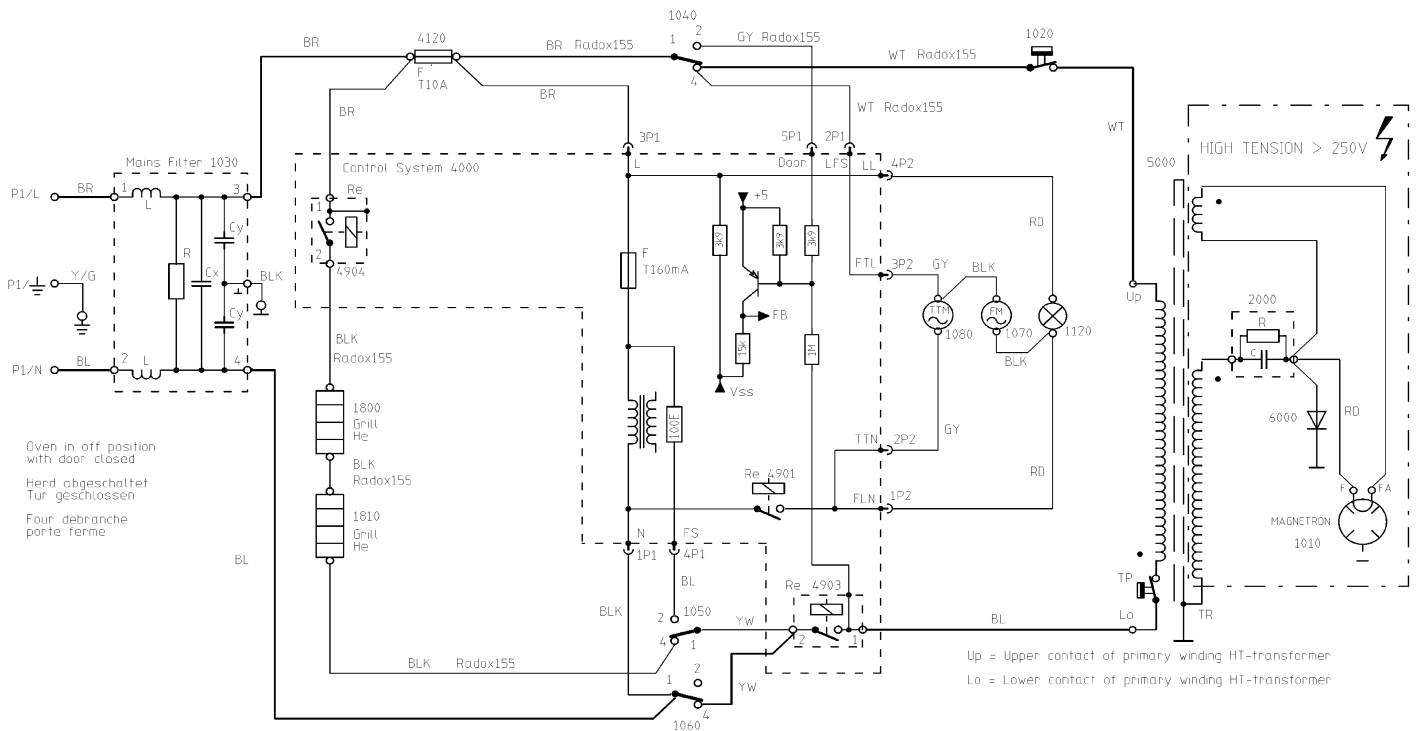 1040
2
1
4
BR
4120
F
T10A
BR Radox155
GY Radox155
WT Radox155
1020
BR
BR
WT Radox155
WT
3P1
5P1
2P1
Mains Filter 1030
Control System 4000
L
Door
LFS
LL
4P2
5000
HIGH TENSION > 250V
P1/L
BR
1
L
3
Re
1
2
4904
+5
3k9
3k9
3k9
RD
Cy
R
Cx
F
T160mA
FTL
3P2
GY
BLK
P1/
Y/G
BLK
TTM
1080
FM
1070
1120
Up
2000
R
C
Cy
FB
15k
1M
BLK
BLK
Radox155
P1/N
BL
2
L
4
Vss
6000
RD
1800
Grill
He
100E
TTN
2P2
GY
Oven in off position
with door closed
Herd abgeschaltet
Tur geschlossen
Four debranche
porte ferme
BLK
Radox155
Re 4901
RD
F
FA
1810
Grill
He
FLN
1P2
MAGNETRON
1010
N
FS
1P1
4P1
BL
BL
TP
Re 4903
BLK
2
1050
4
1
YW
2
1
BL
Lo
TR
BLK Radox155
2
1
4
YW
1060
Up = Upper contact of primary winding HT-transformer
Lo = Lower contact of primary winding HT-transformer